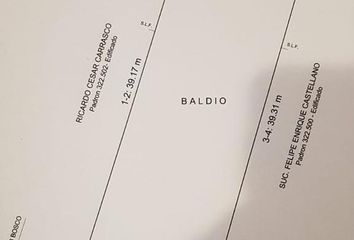 S.L.F.
RICARDO CESAR CARRASCO
Padron 322.502- Edificado
1-2: 39.17 m
BALDIO
S.L.F.
3-4: 39.31 m
SUC. FELIPE ENRIQUE CASTELLANO
Padron 322.500 - Edificado
BOSCO